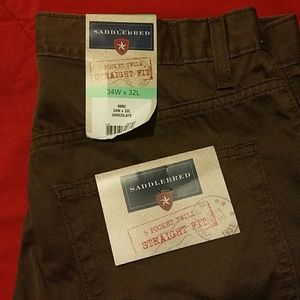 SADDLEBRED
5 POCKET TWILL
STRAIGHT FIT
34W x 32L
34W x 32L
CHOCOLATE
SADDLEBRED
5 POCKET TWILL
STRAIGHT FIT